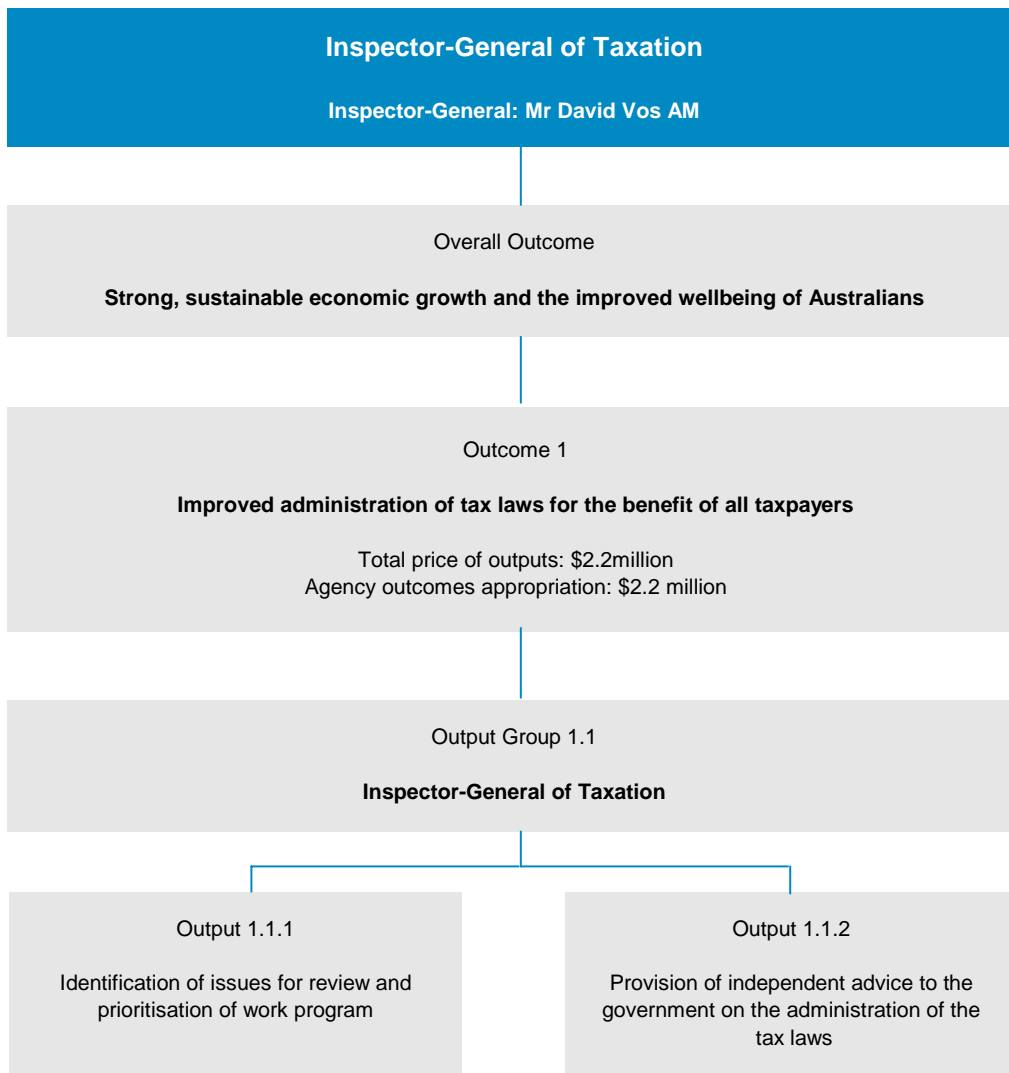 Inspector-General of Taxation
Inspector-General: Mr David Vos AM
Overall Outcome
Strong, sustainable economic growth and the improved wellbeing of Australians
Outcome 1
Improved administration of tax laws for the benefit of all taxpayers
Total price of outputs: $2.2million
Agency outcomes appropriation: $2.2 million
Output Group 1.1
Inspector-General of Taxation
Output 1.1.1
Identification of issues for review and
prioritisation of work program
Output 1.1.2
Provision of independent advice to the
government on the administration of the
tax laws